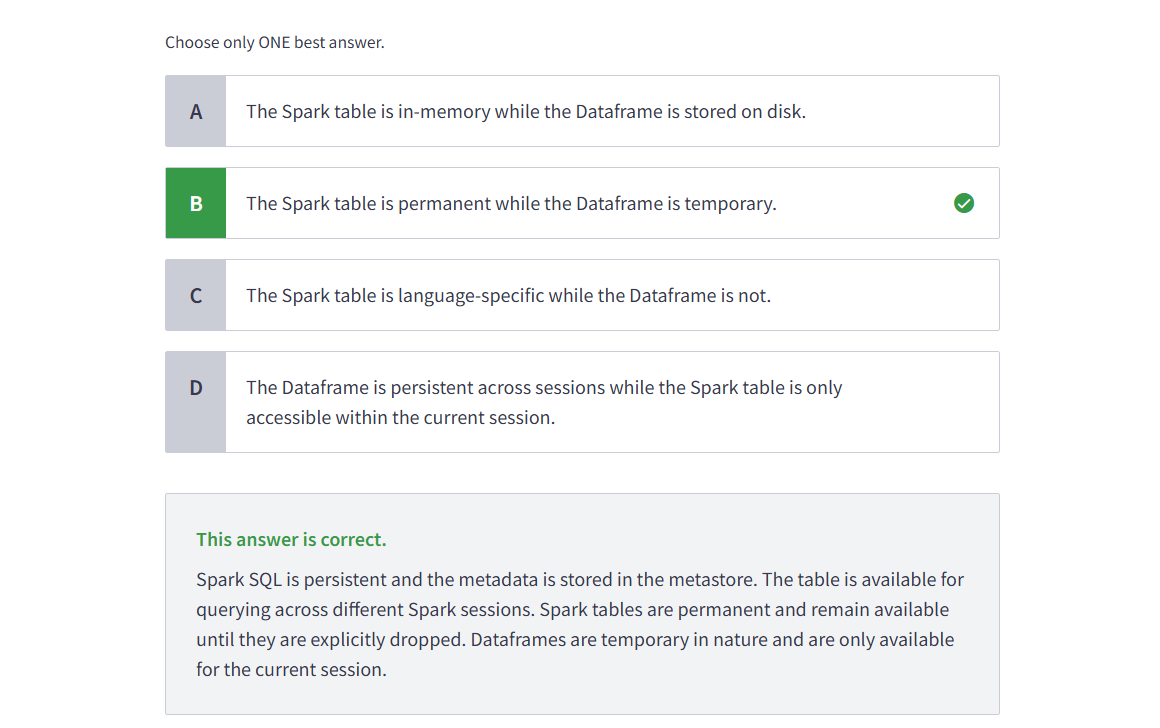 Choose only ONE best answer.
A
The Spark table is in-memory while the Dataframe is stored on disk.
B
The Spark table is permanent while the Dataframe is temporary.
C
The Spark table is language-specific while the Dataframe is not.
D
The Dataframe is persistent across sessions while the Spark table is only
accessible within the current session.
This answer is correct.
Spark SQL is persistent and the metadata is stored in the metastore. The table is available for
querying across different Spark sessions. Spark tables are permanent and remain available
until they are explicitly dropped. Dataframes are temporary in nature and are only available
for the current session.